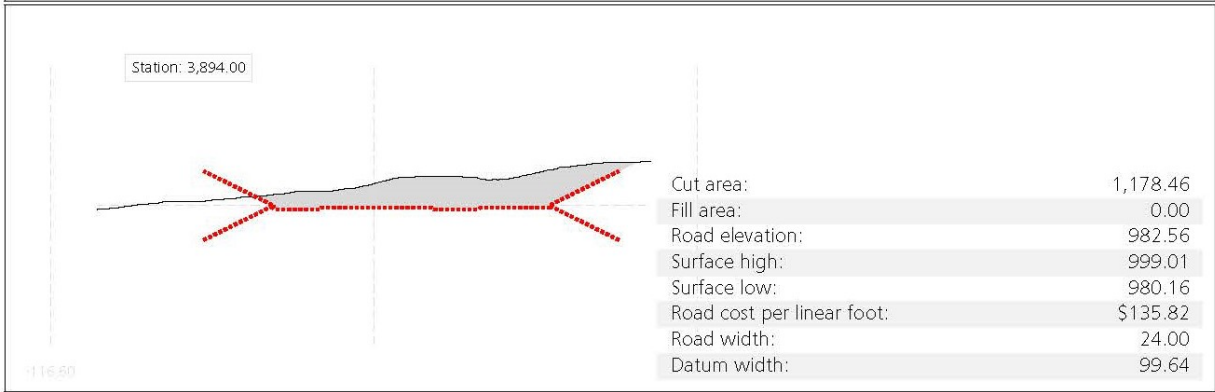 Station: 3,894.00
Cut area: 1,178.46
Fill area: 0.00
Road elevation: 982.56
Surface high: 999.01
Surface low: 980.16
Road cost per linear foot: $135.82
Road width: 24.00
Datum width: 99.64
-116.50